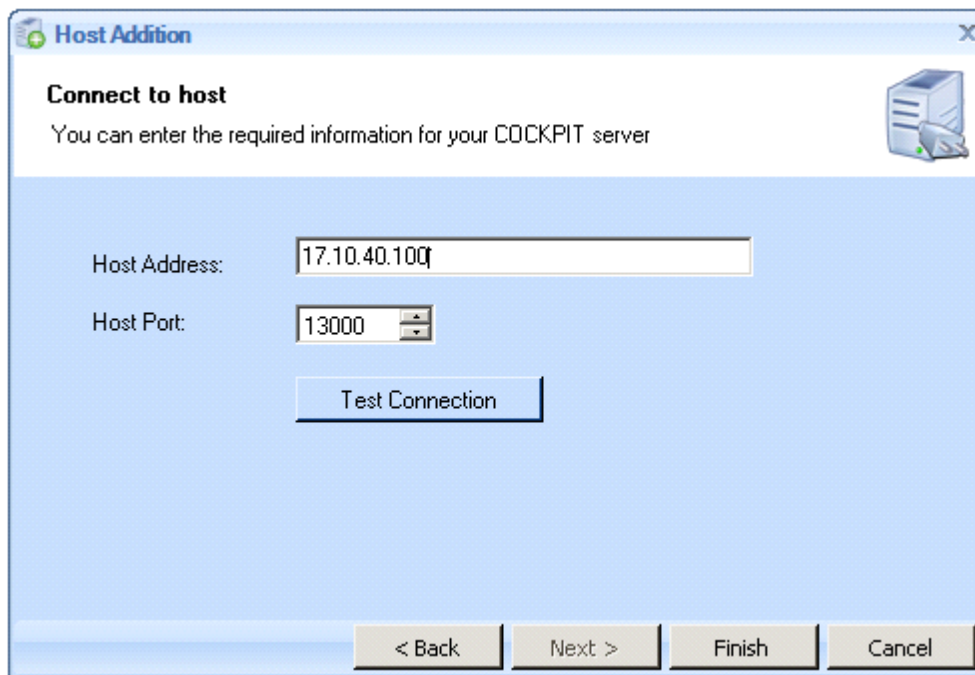 Host Addition
Connect to host
You can enter the required information for your COCKPIT server
Host Address: 17.10.40.100
Host Port: 13000
Test Connection
< Back Next > Finish Cancel